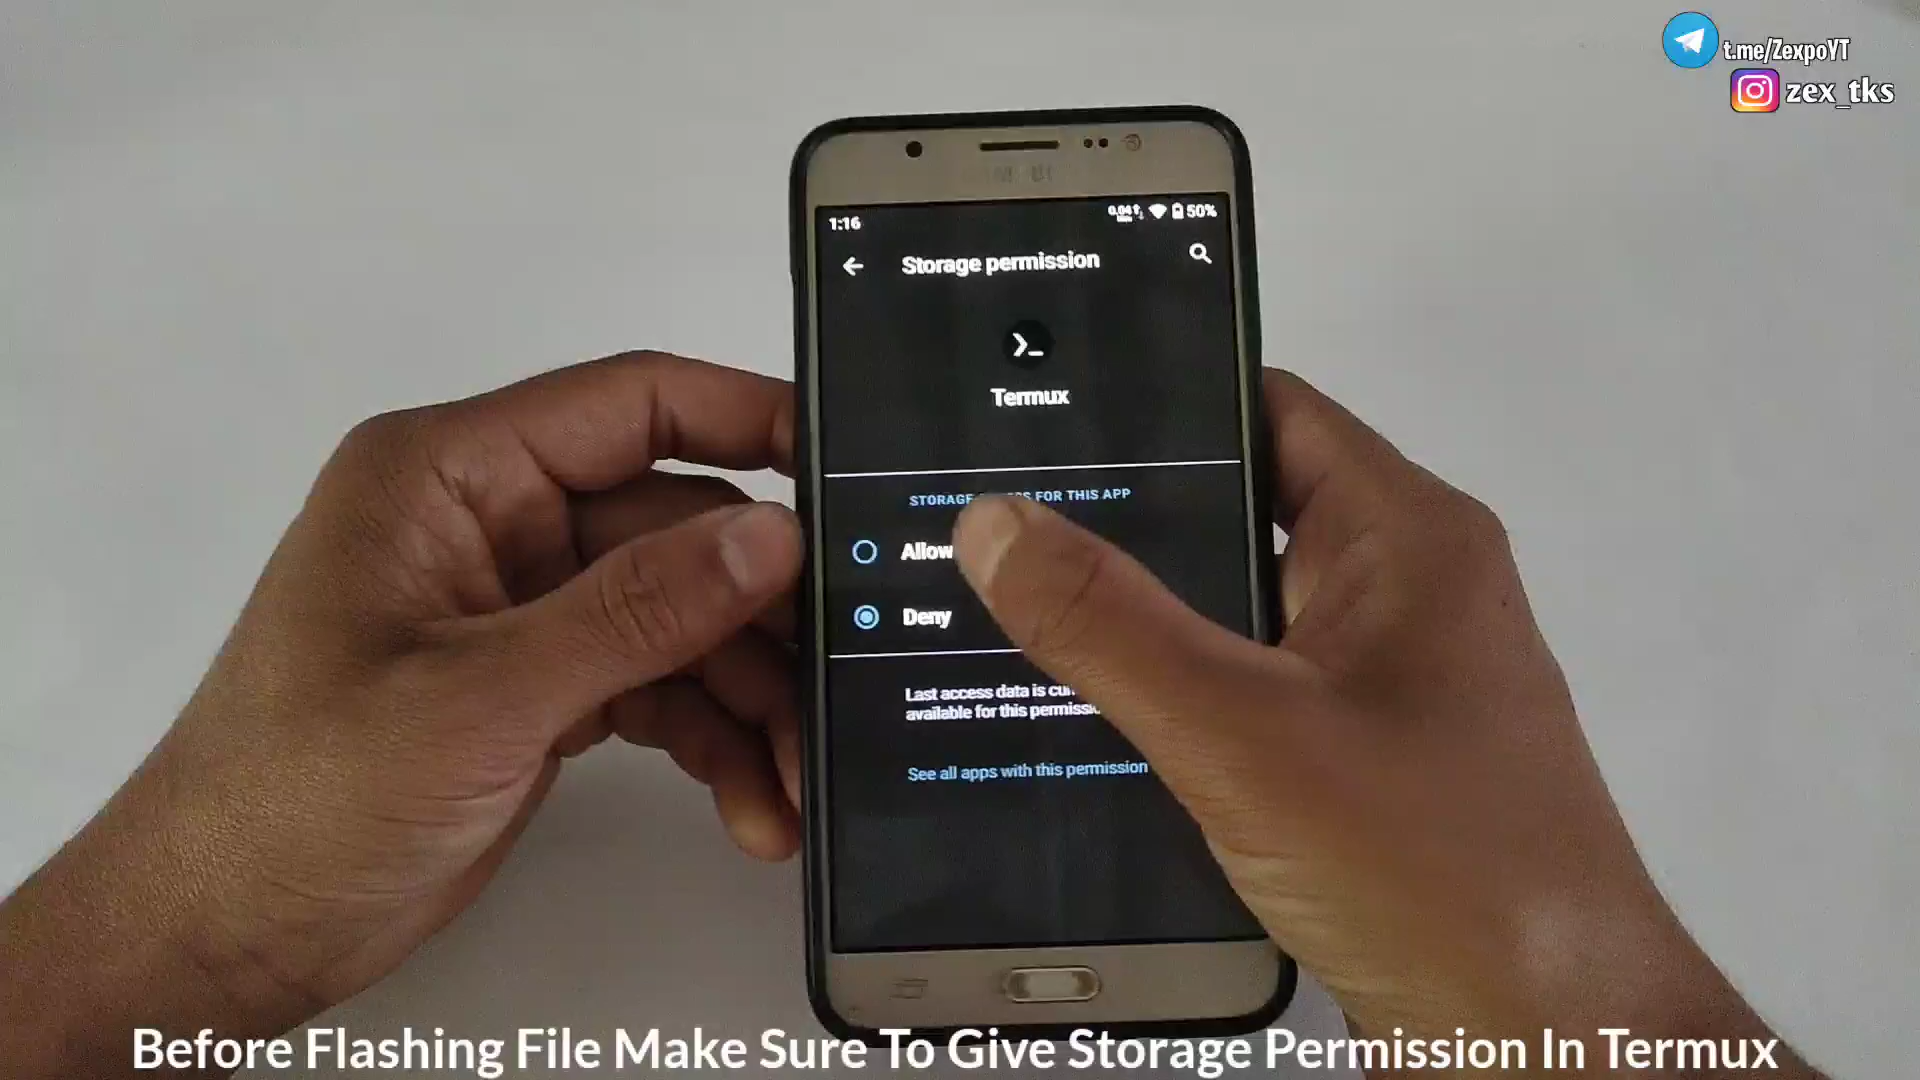 t.me/ZexpoYT
zex_tks
1:16
50%
Storage permission
Termux
STORAGE FOR THIS APP
Allow
Deny
Last access data is
available for this
See all apps with this permission
Before Flashing File Make Sure To Give Storage Permission In Termux